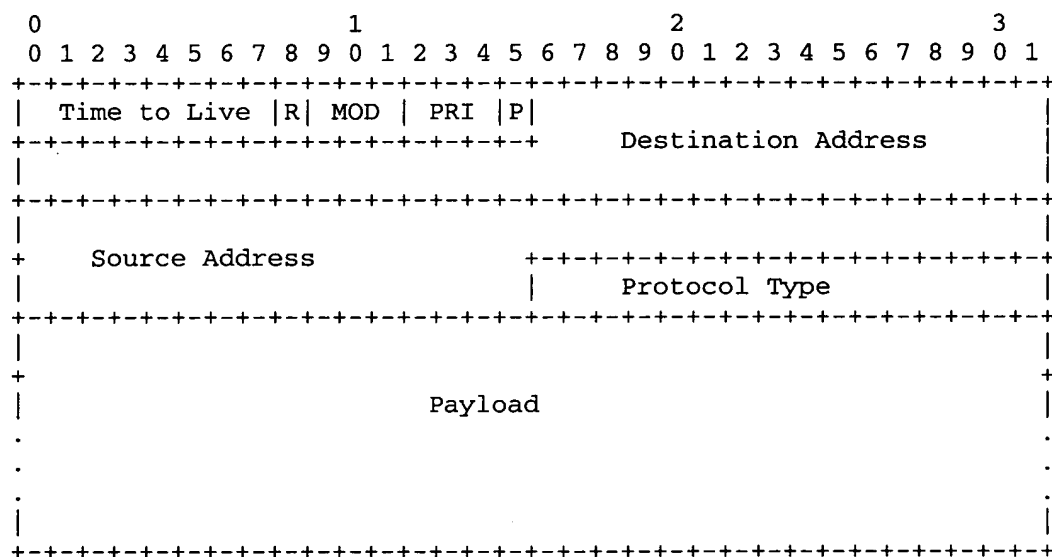 0 1 2 3
0 1 2 3 4 5 6 7 8 9 0 1 2 3 4 5 6 7 8 9 0 1 2 3 4 5 6 7 8 9 0 1
Time to Live |R| MOD | PRI |P|
Destination Address
Source Address
Protocol Type
Payload